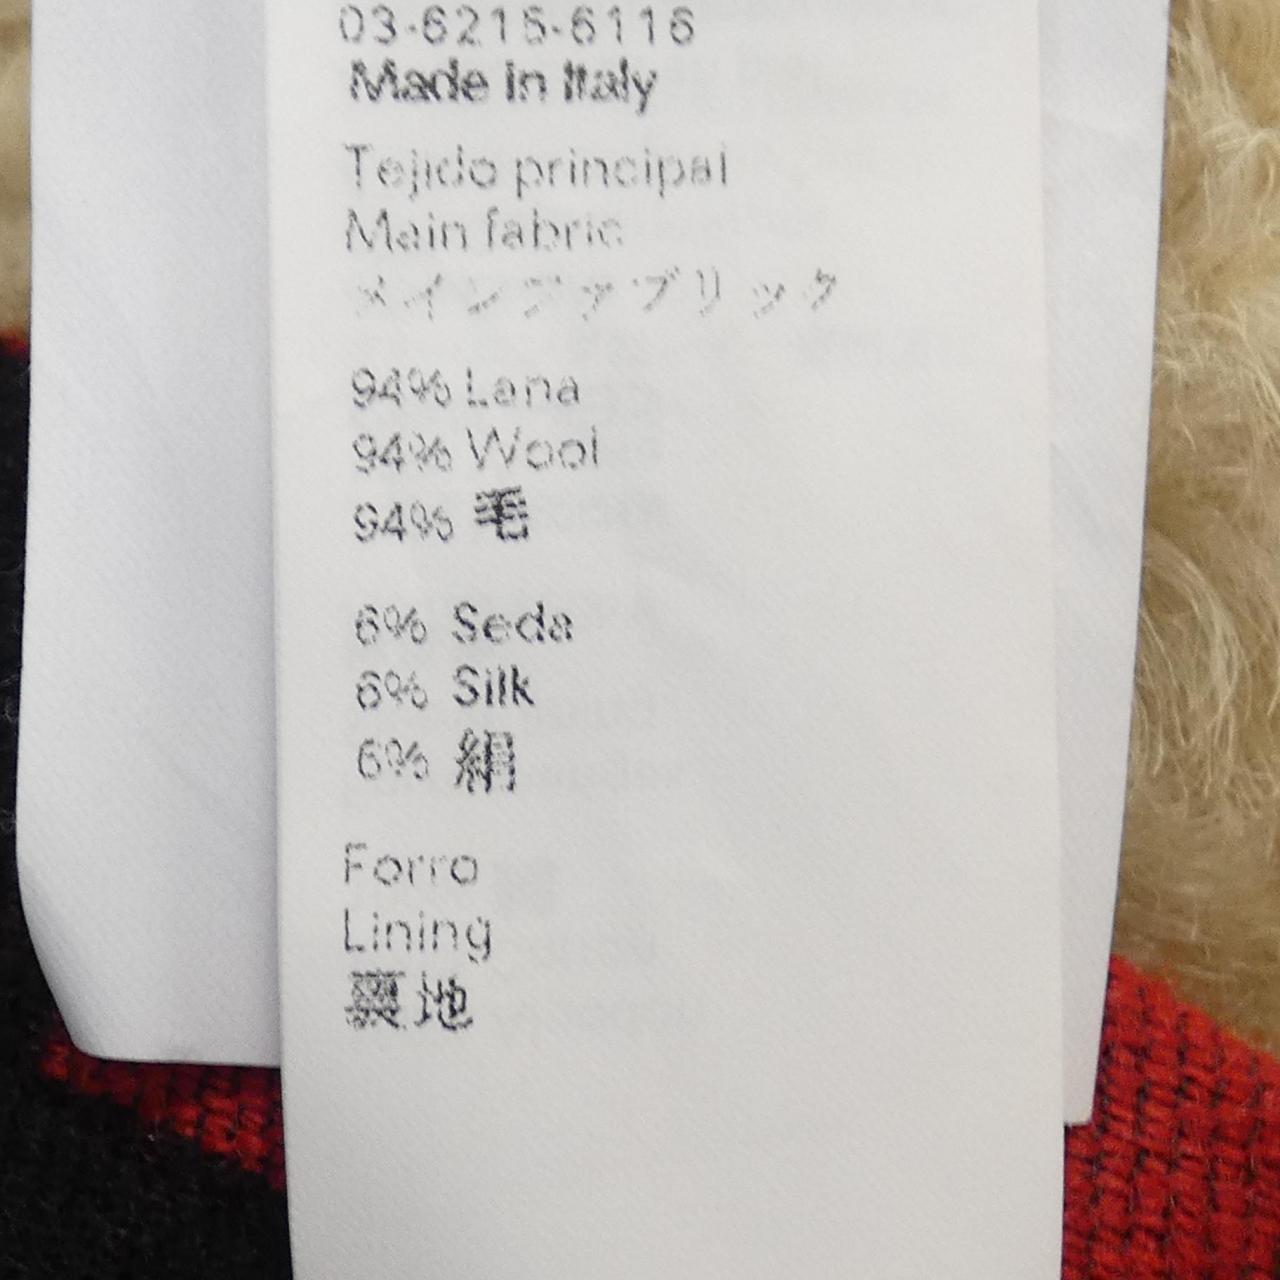 03-6215-6116
Made in Italy
Tejido principal
Main fabric
メインファブリック
94% Lana
94% Wool
94% 毛
6% Seda
6% Silk
6% 絹
Forro
Lining
裏地